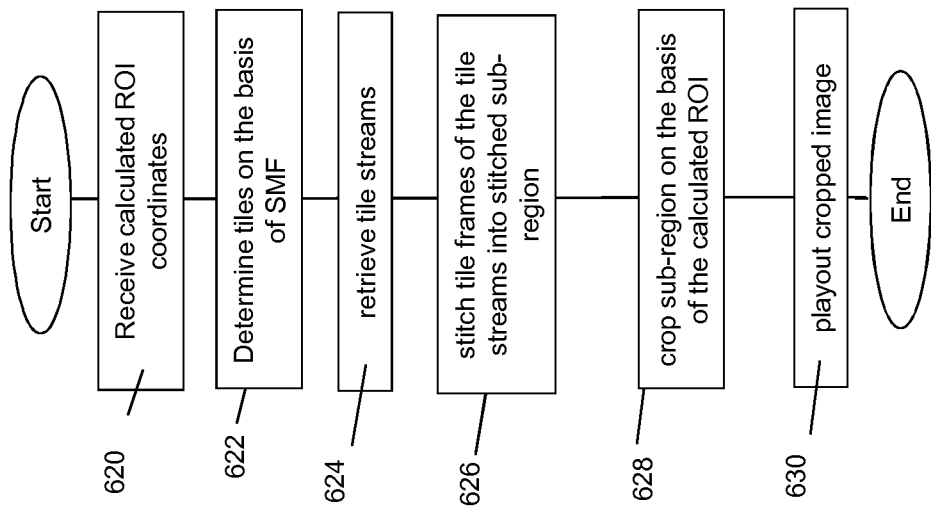 Start
620
Receive calculated ROI
coordinates
622
Determine tiles on the basis
of SMF
624
retrieve tile streams
626
stitch tile frames of the tile
streams into stitched sub-
region
628
crop sub-region on the basis
of the calculated ROI
630
playout cropped image
End